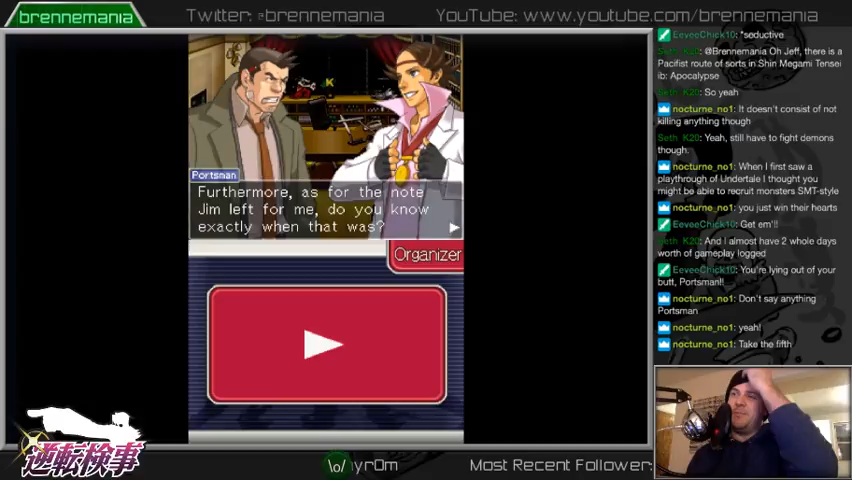 brennemania
Twitter: @brennemania
YouTube: www.youtube.com/brennemania
Portsman
Furthermore, as for the note
Jim left for me, do you know
exactly when that was?
Organizer
EeveeChick10: *seductive
Seth_K20: @Brennemania Oh Jeff, there is a
Pacifist route of sorts in Shin Megami Tensei
ib: Apocalypse
Seth_K20: So yeah
nocturne_no1: It doesn't consist of not
killing anything though
Seth_K20: Yeah, still have to fight demons
though.
nocturne_no1: When I first saw a
playthrough of Undertale I thought you
might be able to recruit monsters SMT-style
nocturne_no1: you just win their hearts
EeveeChick10: Get em'!!
Seth_K20: And I almost have 2 whole days
worth of gameplay logged
EeveeChick10: You're lying out of your
butt, Portsman!!
nocturne_no1: Don't say anything
Portsman
nocturne_no1: yeah!
nocturne_no1: Take the fifth
逆転検事
\o/
yr0m
Most Recent Follower: